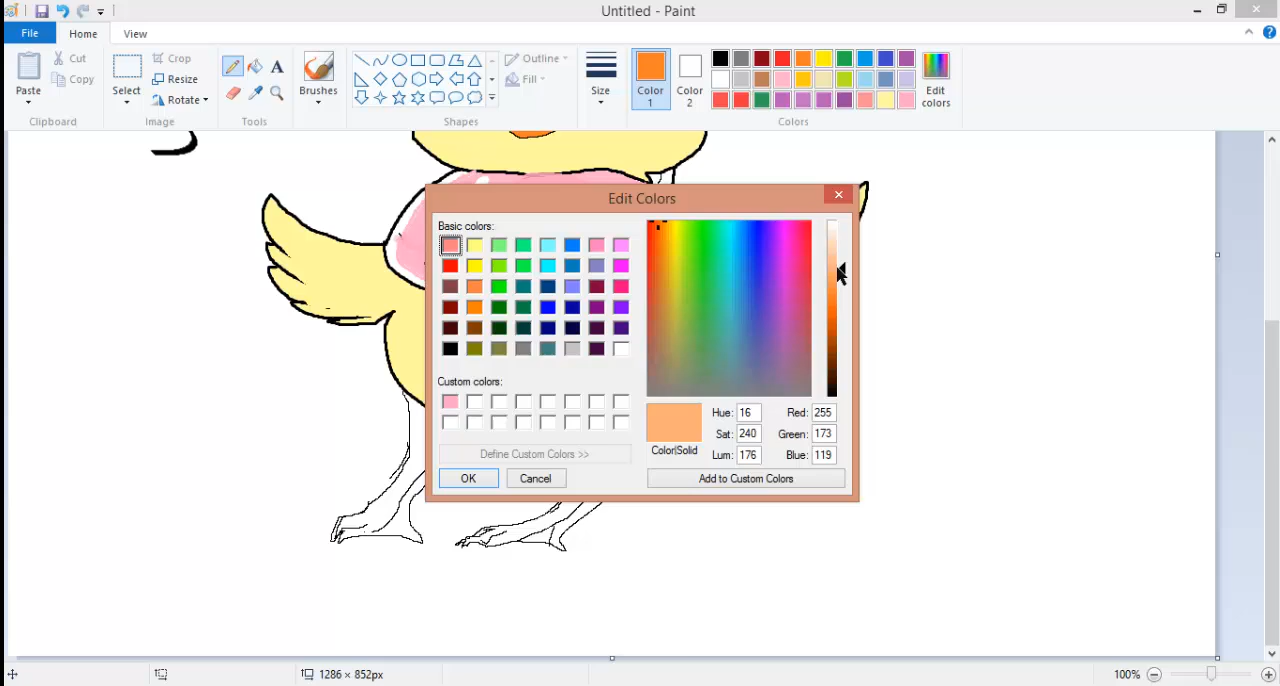 Untitled - Paint
File Home View
Paste
Cut
Copy
Clipboard
Select
Crop
Resize
Rotate
Image
A
Tools
Brushes
Outline
Fill
Shapes
Size
Color 1
Color 2
Edit colors
Colors
Edit Colors
Basic colors:
Custom colors:
Define Custom Colors >>
OK Cancel
Color|Solid
Hue: 16 Red: 255
Sat: 240 Green: 173
Lum: 176 Blue: 119
Add to Custom Colors
1286 × 852px 100%